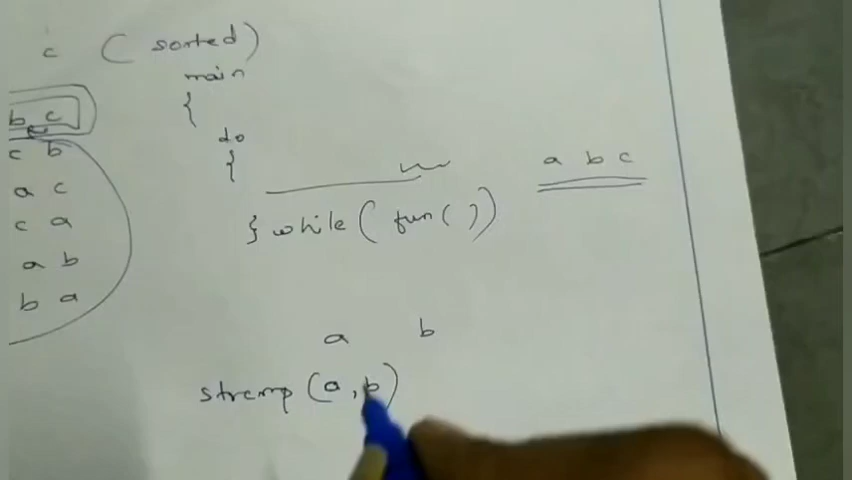 c ( sorted )
main
{
b c
do
c b
{
a b c
a c
} while ( fun ( ) )
c a
a b
b a
a b
strcmp ( a , b )